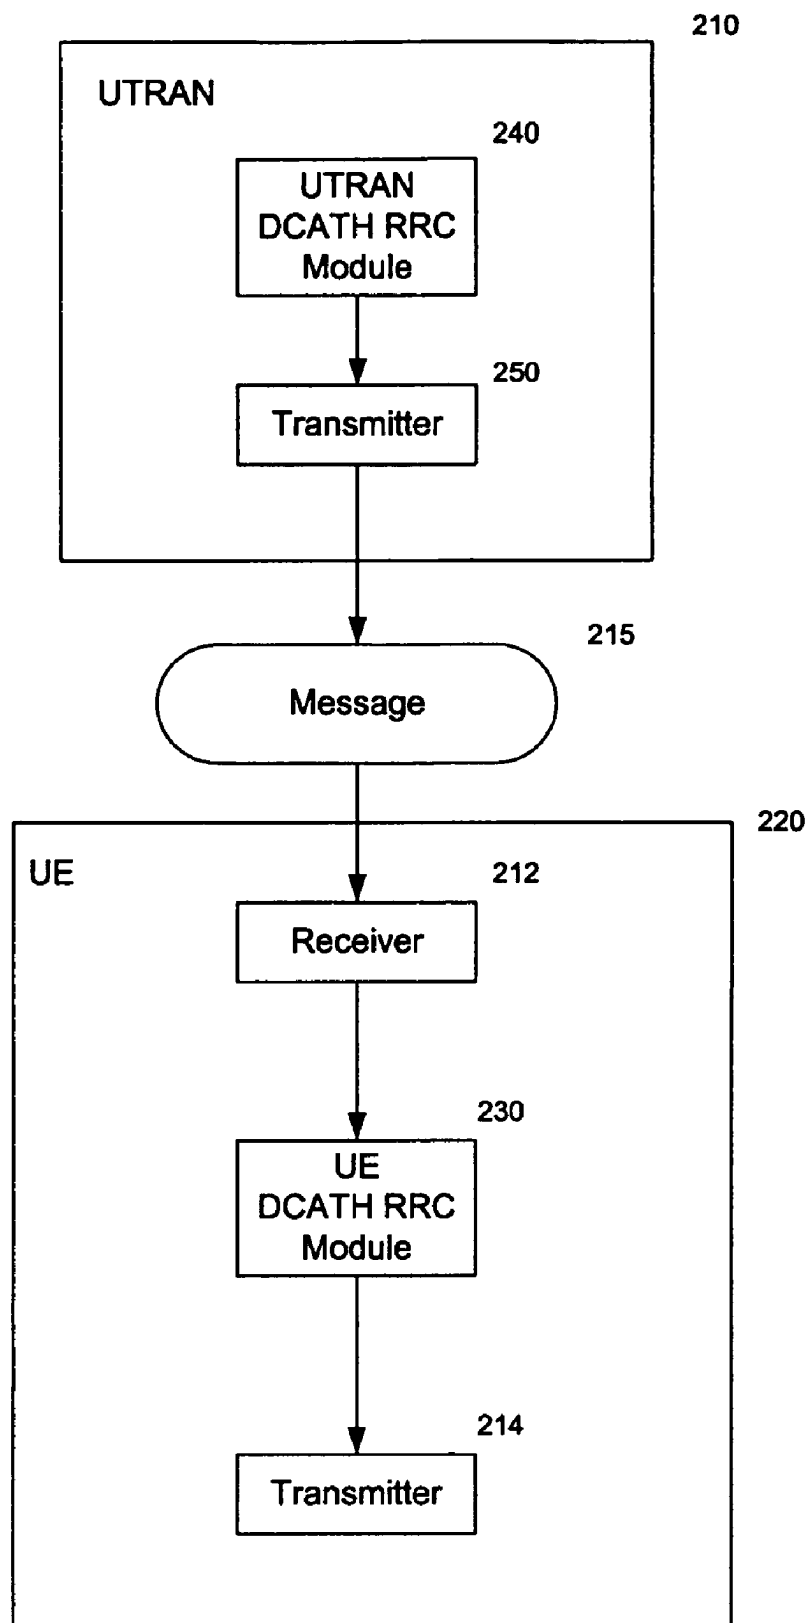 210
UTRAN
240
UTRAN
DCATH RRC
Module
250
Transmitter
215
Message
220
UE
212
Receiver
230
UE
DCATH RRC
Module
214
Transmitter